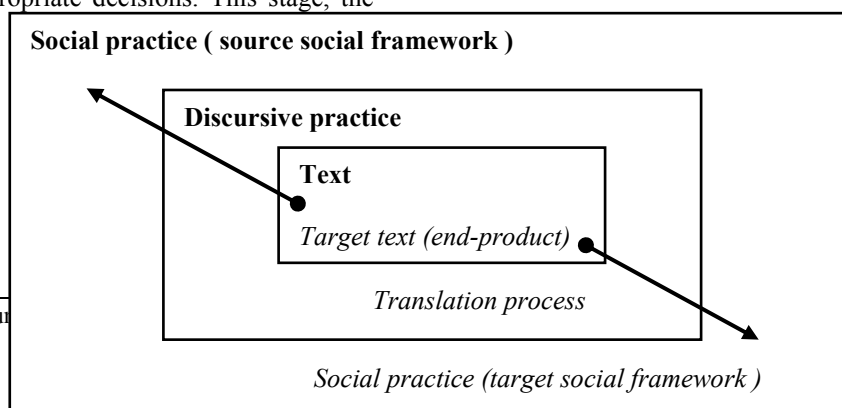 decisions. This stage, the
Social practice ( source social framework )
Discursive practice
Text
Target text (end-product)
Translation process
Social practice (target social framework )